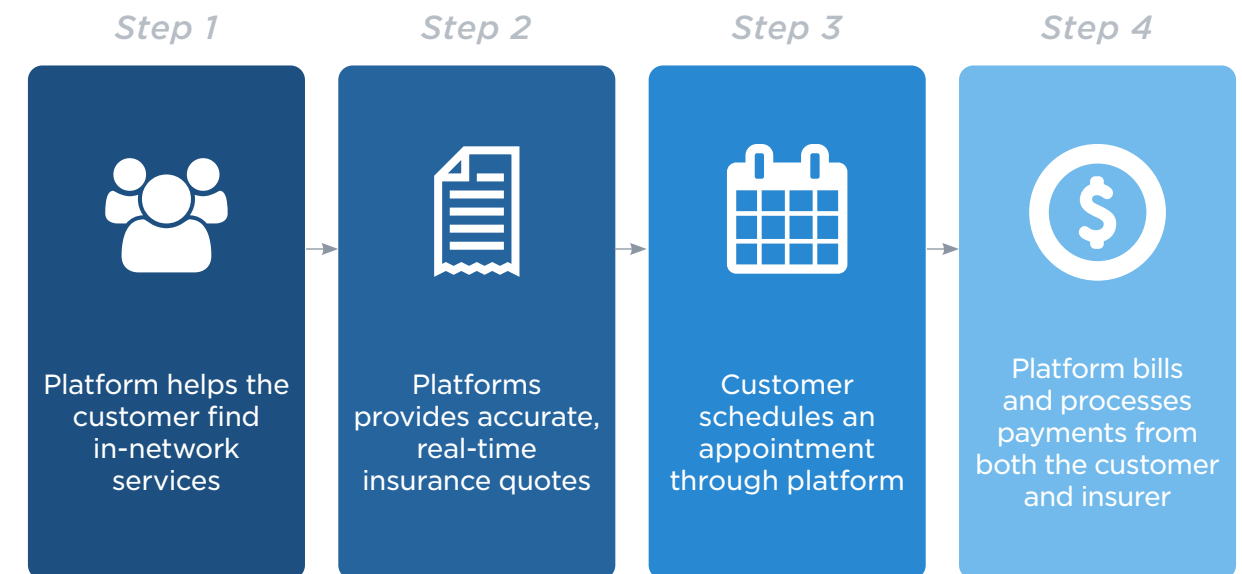 Step 1
Step 2
Step 3
Step 4
Platform helps the
customer find
in-network
services
Platforms
provides accurate,
real-time
insurance quotes
Customer
schedules an
appointment
through platform
Platform bills
and processes
payments from
both the customer
and insurer